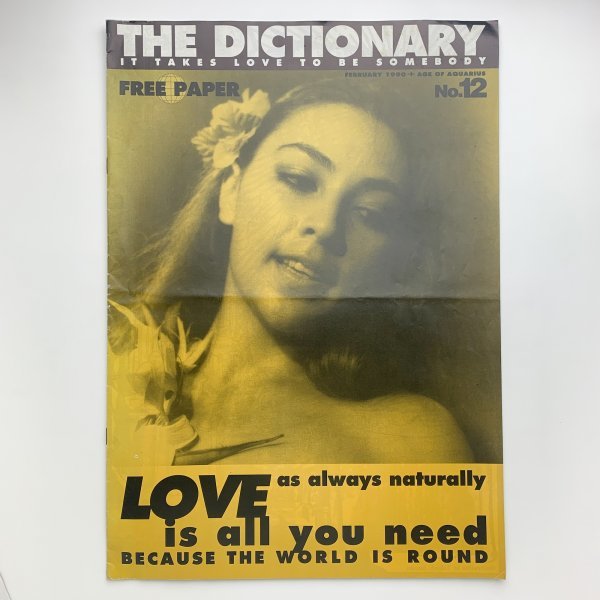 THE DICTIONARY
IT TAKES LOVE TO BE SOMEBODY
FEBRUARY 1990 + AGE OF AQUARIUS
FREE PAPER
No.12
LOVE as always naturally
is all you need
BECAUSE THE WORLD IS ROUND